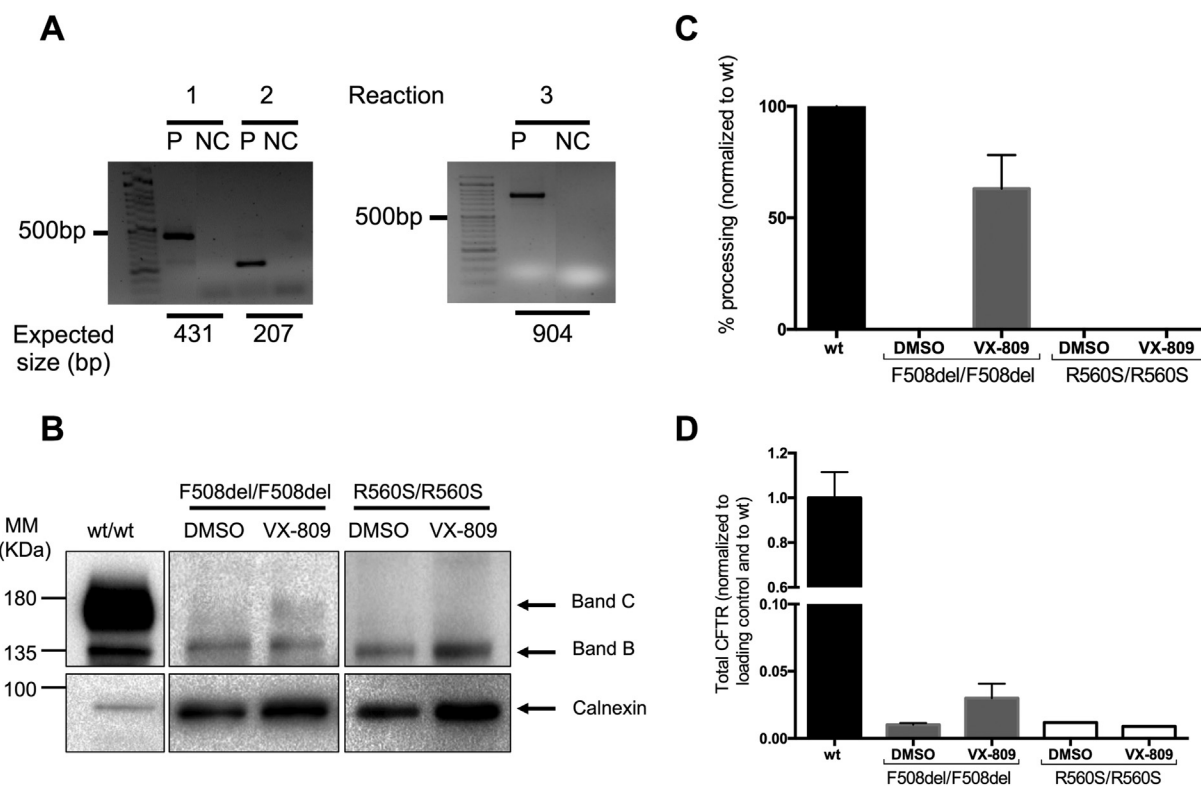 A
1 2
P NC P NC
500bp
Expected
size (bp)
431 207
Reaction 3
P NC
500bp
904
B
F508del/F508del R560S/R560S
MM
(KDa)
wt/wt DMSO VX-809 DMSO VX-809
180
135
100
Band C
Band B
Calnexin
C
% processing (normalized to wt)
100
50
0
wt DMSO VX-809 DMSO VX-809
F508del/F508del R560S/R560S
D
Total CFTR (normalized to
loading control and to wt)
1.2
1.0
0.8
0.6
0.10
0.05
0.00
wt DMSO VX-809 DMSO VX-809
F508del/F508del R560S/R560S